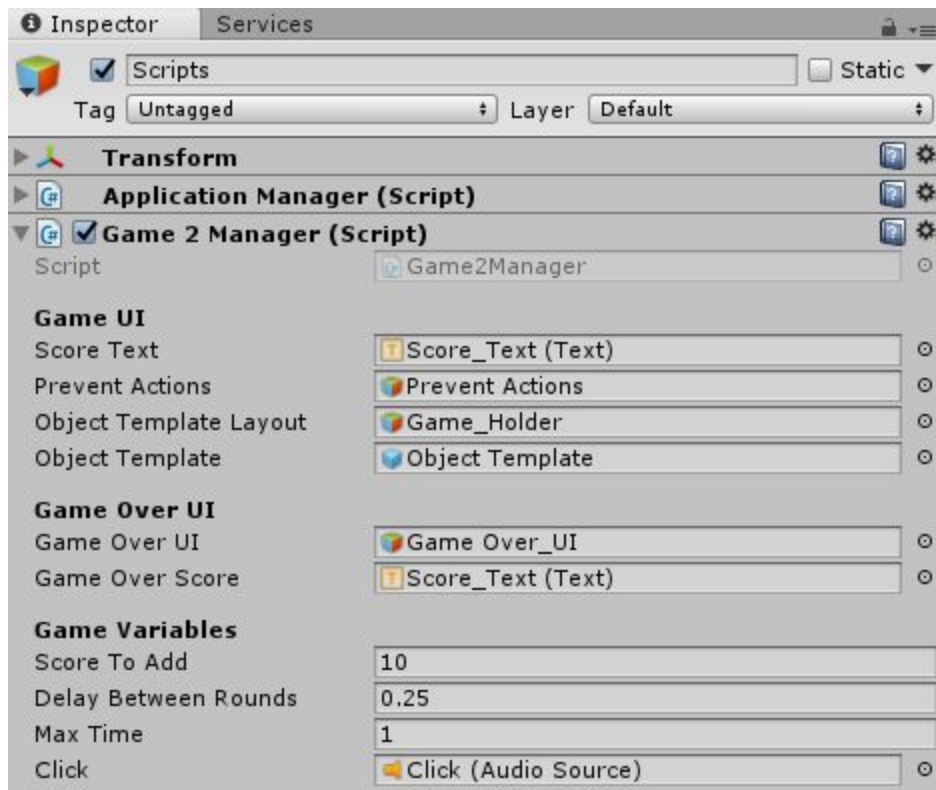 Inspector Services
Scripts Static
Tag Untagged Layer Default
Transform
Application Manager (Script)
Game 2 Manager (Script)
Script Game2Manager
Game UI
Score Text Score_Text (Text)
Prevent Actions Prevent Actions
Object Template Layout Game_Holder
Object Template Object Template
Game Over UI
Game Over UI Game Over_UI
Game Over Score Score_Text (Text)
Game Variables
Score To Add 10
Delay Between Rounds 0.25
Max Time 1
Click Click (Audio Source)